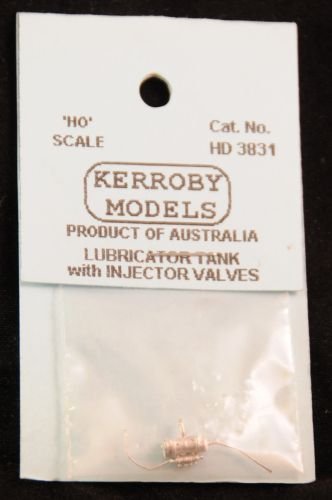 'HO'
SCALE
Cat. No.
HD 3831
KERROBY
MODELS
PRODUCT OF AUSTRALIA
LUBRICATOR TANK
with INJECTOR VALVES